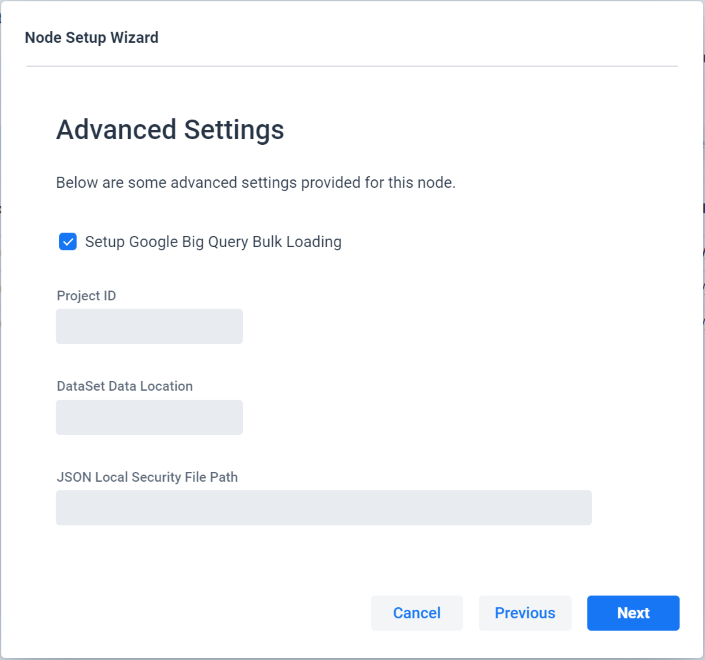 Node Setup Wizard
Advanced Settings
Below are some advanced settings provided for this node.
Setup Google Big Query Bulk Loading
Project ID
DataSet Data Location
JSON Local Security File Path
Cancel Previous Next